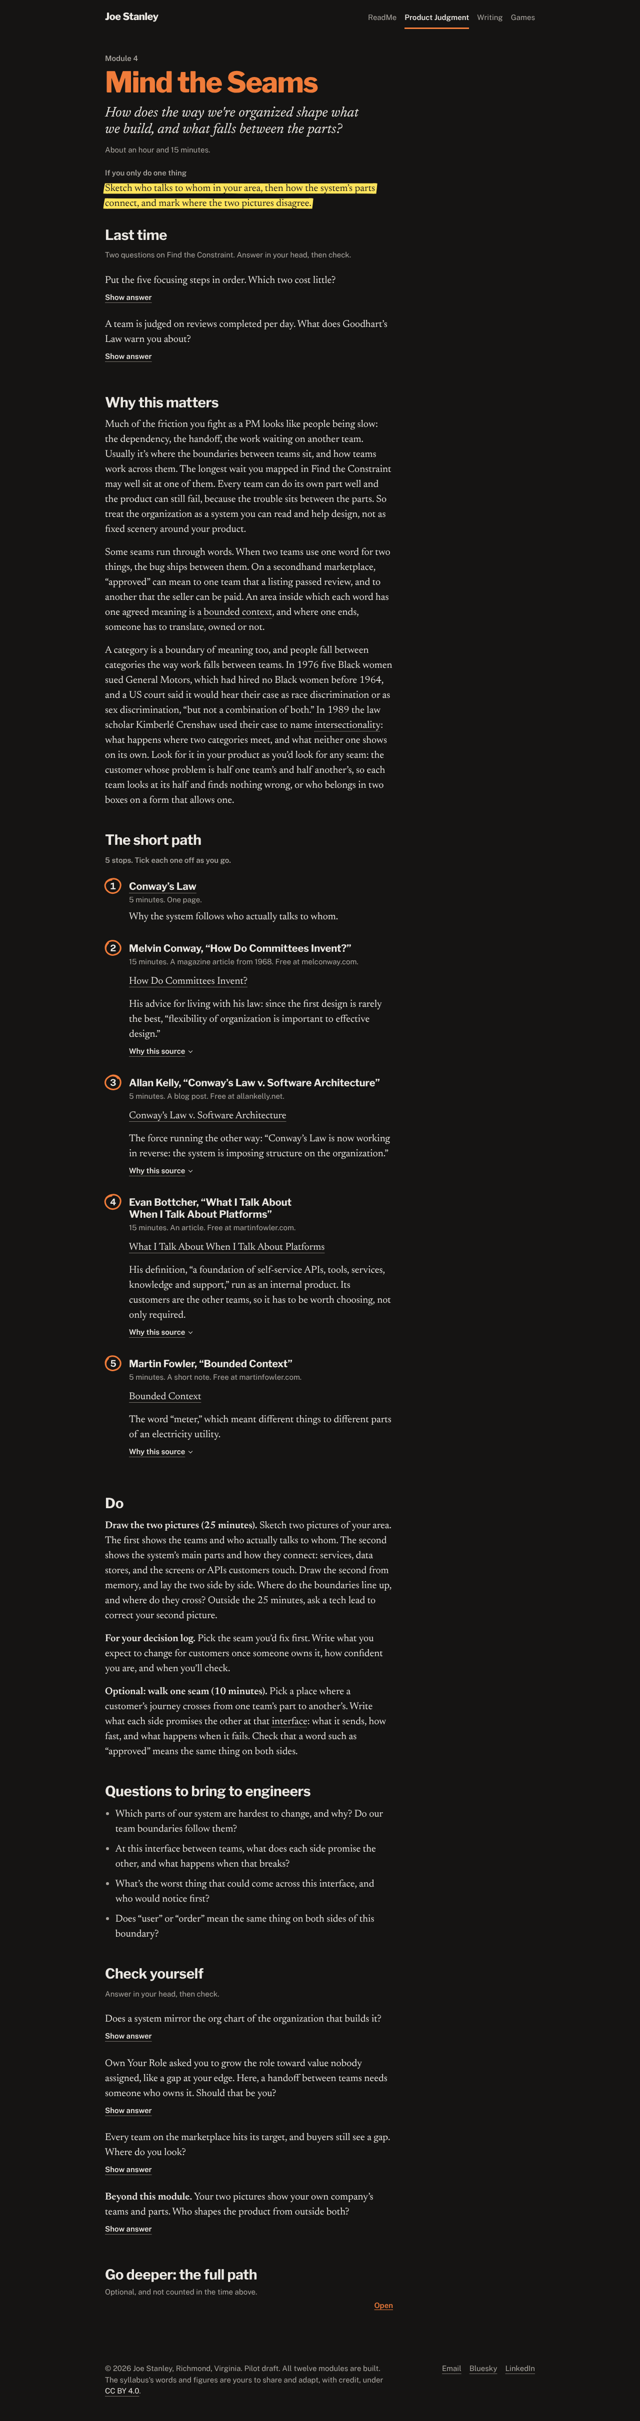 Joe Stanley
ReadMe Product Judgment Writing Games
Module 4
Mind the Seams
How does the way we're organized shape what
we build, and what falls between the parts?
About an hour and 15 minutes.
If you only do one thing
Sketch who talks to whom in your area, then how the system's parts
connect, and mark where the two pictures disagree.
Last time
Two questions on Find the Constraint. Answer in your head, then check.
Put the five focusing steps in order. Which two cost little?
Show answer
A team is judged on reviews completed per day. What does Goodhart's
Law warn you about?
Show answer
Why this matters
Much of the friction you fight as a PM looks like people being slow:
the dependency, the handoff, the work waiting on another team.
Usually it's where the boundaries between teams sit, and how teams
work across them. The longest wait you mapped in Find the Constraint
may well sit at one of them. Every team can do its own part well and
the product can still fail, because the trouble sits between the parts. So
treat the organization as a system you can read and help design, not as
fixed scenery around your product.
Some seams run through words. When two teams use one word for two
things, the bug ships between them. On a secondhand marketplace,
“approved” can mean to one team that a listing passed review, and to
another that the seller can be paid. An area inside which each word has
one agreed meaning is a bounded context, and where one ends,
someone has to translate, owned or not.
A category is a boundary of meaning too, and people fall between
categories the way work falls between teams. In 1976 five Black women
sued General Motors, which had hired no Black women before 1964,
and a US court said it would hear their case as race discrimination or as
sex discrimination, “but not a combination of both.” In 1989 the law
scholar Kimberlé Crenshaw used their case to name intersectionality:
what happens where two categories meet, and what neither one shows
on its own. Look for it in your product as you'd look for any seam: the
customer whose problem is half one team's and half another's, so each
team looks at its half and finds nothing wrong, or who belongs in two
boxes on a form that allows one.
The short path
5 stops. Tick each one off as you go.
1 Conway's Law
5 minutes. One page.
Why the system follows who actually talks to whom.
2 Melvin Conway, “How Do Committees Invent?”
15 minutes. A magazine article from 1968. Free at melconway.com.
How Do Committees Invent?
His advice for living with his law: since the first design is rarely
the best, “flexibility of organization is important to effective
design.”
Why this source
3 Allan Kelly, “Conway's Law v. Software Architecture”
5 minutes. A blog post. Free at allankelly.net.
Conway's Law v. Software Architecture
The force running the other way: “Conway's Law is now working
in reverse: the system is imposing structure on the organization.”
Why this source
4 Evan Bottcher, “What I Talk About
When I Talk About Platforms”
15 minutes. An article. Free at martinfowler.com.
What I Talk About When I Talk About Platforms
His definition, “a foundation of self-service APIs, tools, services,
knowledge and support,” run as an internal product. Its
customers are the other teams, so it has to be worth choosing, not
only required.
Why this source
5 Martin Fowler, “Bounded Context”
5 minutes. A short note. Free at martinfowler.com.
Bounded Context
The word “meter,” which meant different things to different parts
of an electricity utility.
Why this source
Do
Draw the two pictures (25 minutes). Sketch two pictures of your area.
The first shows the teams and who actually talks to whom. The second
shows the system's main parts and how they connect: services, data
stores, and the screens or APIs customers touch. Draw the second from
memory, and lay the two side by side. Where do the boundaries line up,
and where do they cross? Outside the 25 minutes, ask a tech lead to
correct your second picture.
For your decision log. Pick the seam you'd fix first. Write what you
expect to change for customers once someone owns it, how confident
you are, and when you'll check.
Optional: walk one seam (10 minutes). Pick a place where a
customer's journey crosses from one team's part to another's. Write
what each side promises the other at that interface: what it sends, how
fast, and what happens when it fails. Check that a word such as
“approved” means the same thing on both sides.
Questions to bring to engineers
• Which parts of our system are hardest to change, and why? Do our
team boundaries follow them?
• At this interface between teams, what does each side promise the
other, and what happens when that breaks?
• What's the worst thing that could come across this interface, and
who would notice first?
• Does “user” or “order” mean the same thing on both sides of this
boundary?
Check yourself
Answer in your head, then check.
Does a system mirror the org chart of the organization that builds it?
Show answer
Own Your Role asked you to grow the role toward value nobody
assigned, like a gap at your edge. Here, a handoff between teams needs
someone who owns it. Should that be you?
Show answer
Every team on the marketplace hits its target, and buyers still see a gap.
Where do you look?
Show answer
Beyond this module. Your two pictures show your own company's
teams and parts. Who shapes the product from outside both?
Show answer
Go deeper: the full path
Optional, and not counted in the time above.
Open
© 2026 Joe Stanley, Richmond, Virginia. Pilot draft. All twelve modules are built.
The syllabus's words and figures are yours to share and adapt, with credit, under
CC BY 4.0.
Email Bluesky LinkedIn